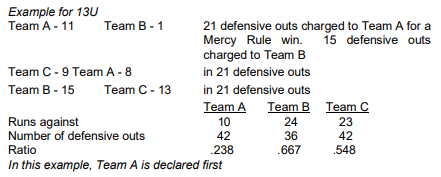 Example for 13U
Team A - 11 Team B - 1 21 defensive outs charged to Team A for a
Mercy Rule win. 15 defensive outs
charged to Team B
Team C - 9 Team A - 8 in 21 defensive outs
Team B - 15 Team C - 13 in 21 defensive outs
Team A Team B Team C
Runs against 10 24 23
Number of defensive outs 42 36 42
Ratio .238 .667 .548
In this example, Team A is declared first